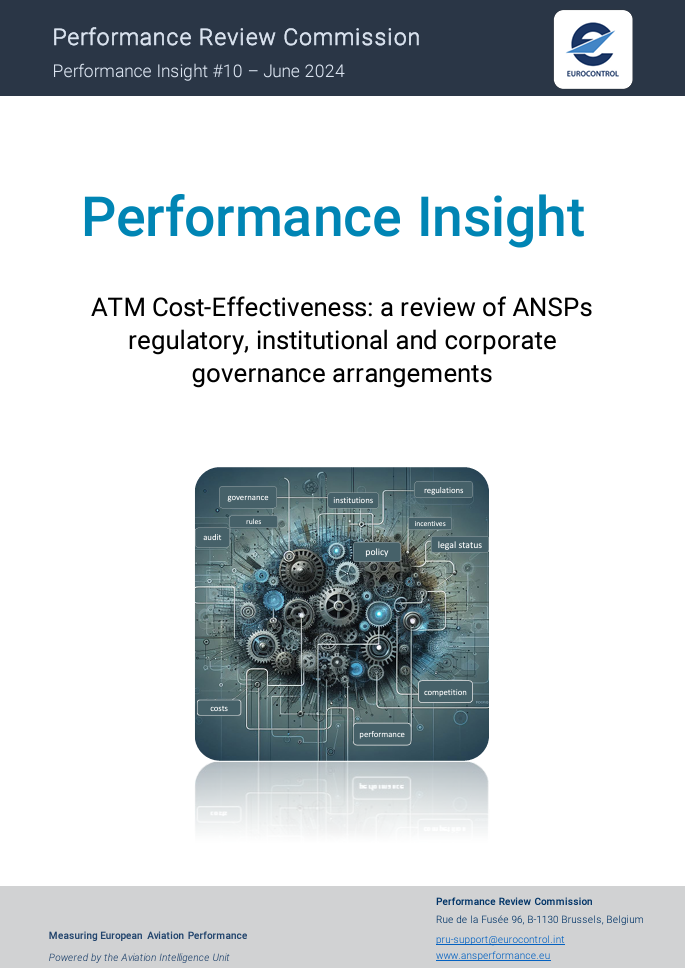 Performance Review Commission
Performance Insight #10 – June 2024
EUROCONTROL
Performance Insight
ATM Cost-Effectiveness: a review of ANSPs
regulatory, institutional and corporate
governance arrangements
governance
institutions
regulations
rules
incentives
audit
policy
legal status
competition
costs
performance
Performance Review Commission
Rue de la Fusée 96, B-1130 Brussels, Belgium
Measuring European Aviation Performance
pru-support@eurocontrol.int
Powered by the Aviation Intelligence Unit
www.ansperformance.eu